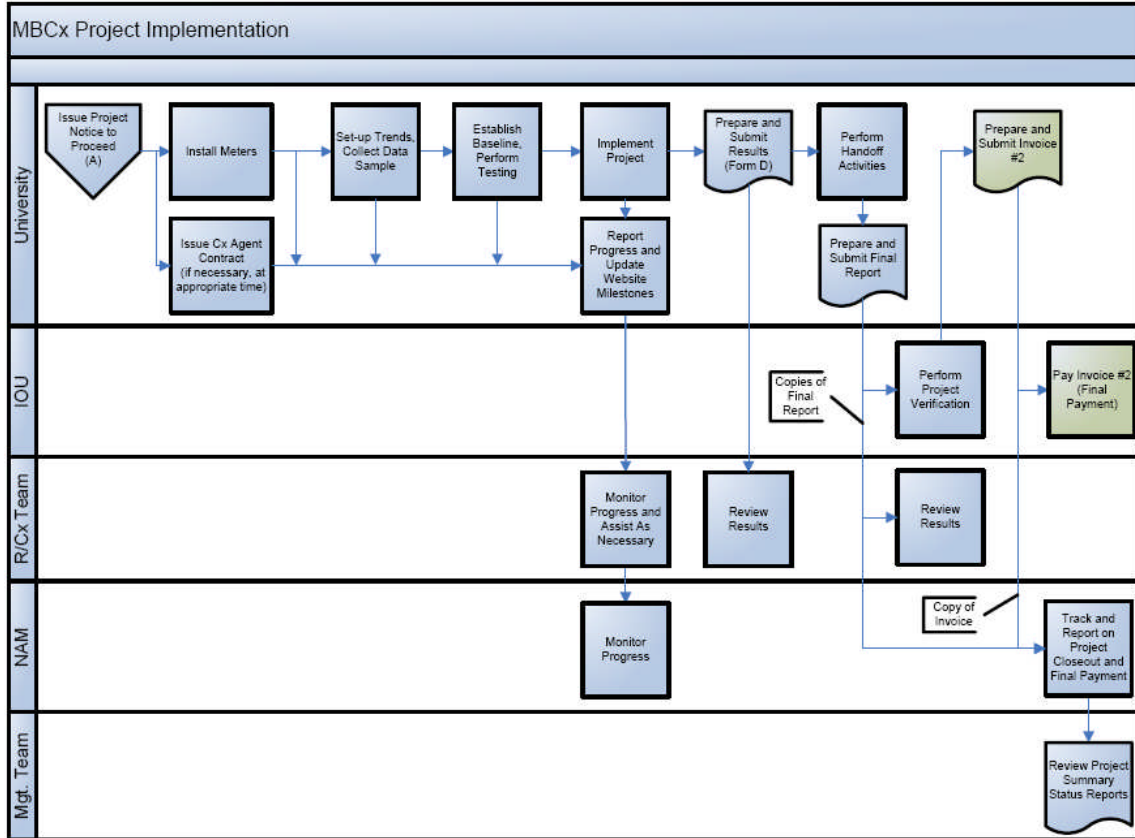 MBCx Project Implementation
University
Issue Project
Notice to
Proceed
(A)
Install Meters
Set-up Trends,
Collect Data
Sample
Establish
Baseline,
Perform
Testing
Implement
Project
Prepare and
Submit
Results
(Form D)
Perform
Handoff
Activities
Prepare and
Submit Invoice
#2
Issue Cx Agent
Contract
(if necessary, at
appropriate time)
Report
Progress and
Update
Website
Milestones
Prepare and
Submit Final
Report
IOU
Copies of
Final
Report
Perform
Project
Verification
Pay Invoice #2
(Final
Payment)
R/Cx Team
Monitor
Progress and
Assist As
Necessary
Review
Results
Review
Results
NAM
Monitor
Progress
Copy of
Invoice
Track and
Report on
Project
Closeout and
Final Payment
Mgt. Team
Review Project
Summary
Status Reports